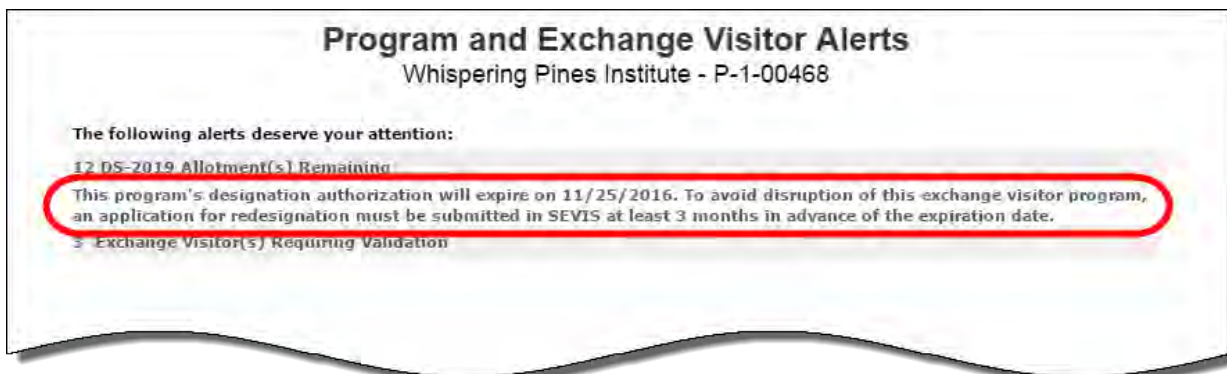 Program and Exchange Visitor Alerts
Whispering Pines Institute - P-1-00468
The following alerts deserve your attention:
12 DS-2019 Allotment(s) Remaining
This program's designation authorization will expire on 11/25/2016. To avoid disruption of this exchange visitor program,
an application for redesignation must be submitted in SEVIS at least 3 months in advance of the expiration date.
3 Exchange Visitor(s) Requiring Validation